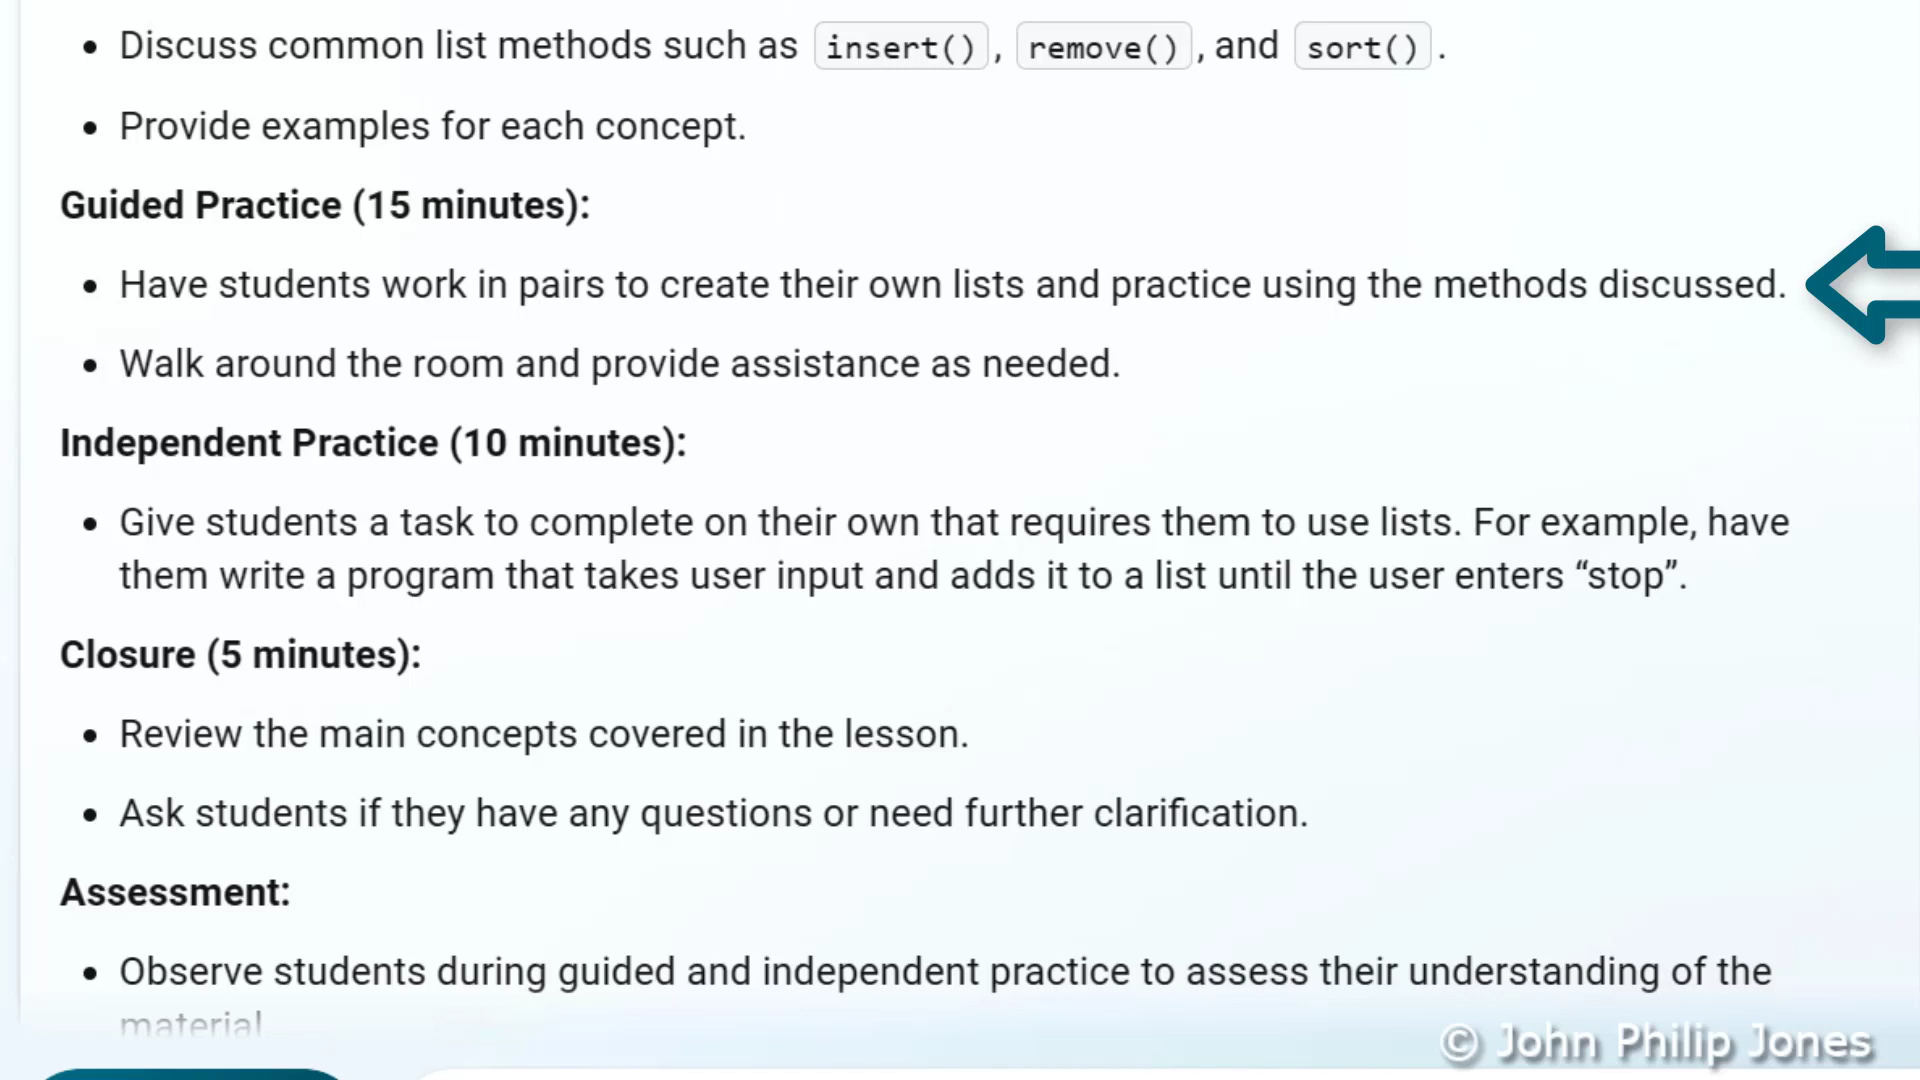 • Discuss common list methods such as insert(), remove(), and sort().
• Provide examples for each concept.
Guided Practice (15 minutes):
• Have students work in pairs to create their own lists and practice using the methods discussed.
• Walk around the room and provide assistance as needed.
Independent Practice (10 minutes):
• Give students a task to complete on their own that requires them to use lists. For example, have
them write a program that takes user input and adds it to a list until the user enters “stop”.
Closure (5 minutes):
• Review the main concepts covered in the lesson.
• Ask students if they have any questions or need further clarification.
Assessment:
• Observe students during guided and independent practice to assess their understanding of the
material
© John Philip Jones